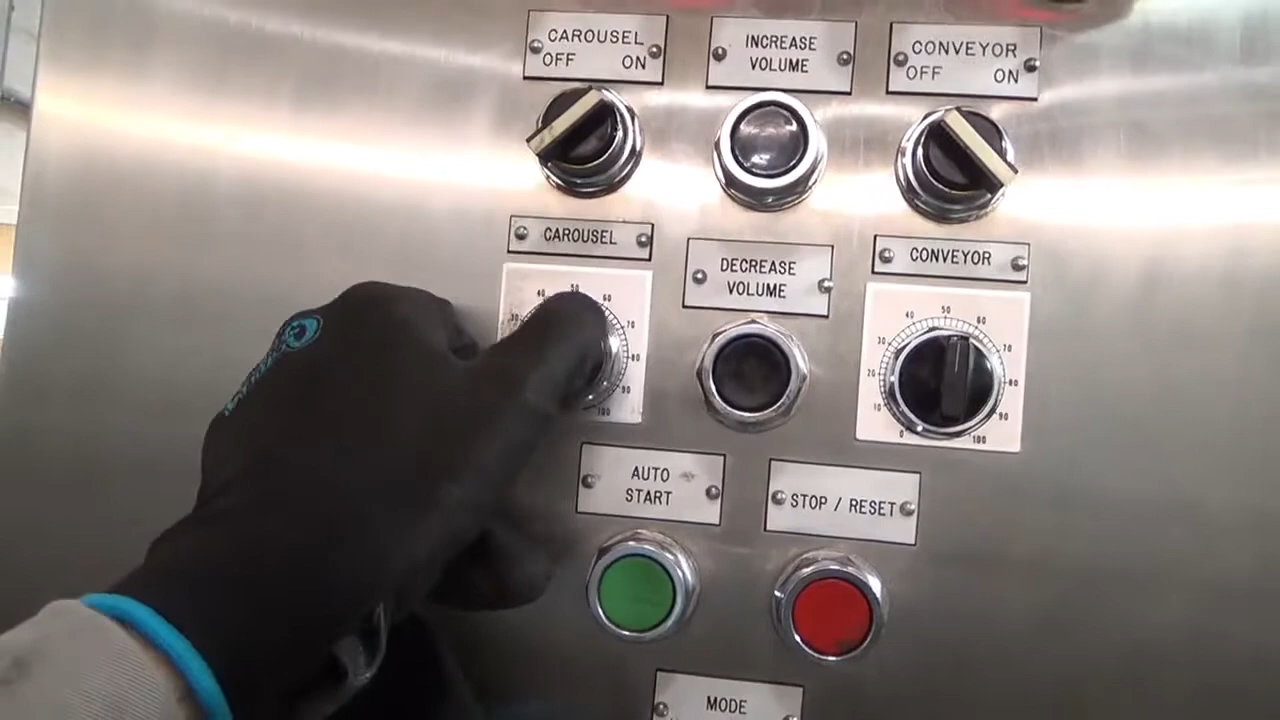 CAROUSEL
OFF ON
INCREASE
VOLUME
CONVEYOR
OFF ON
CAROUSEL
DECREASE
VOLUME
CONVEYOR
30 40 50 60 70 80 90 100
0 10 20 30 40 50 60 70 80 90 100
AUTO
START
STOP / RESET
MODE